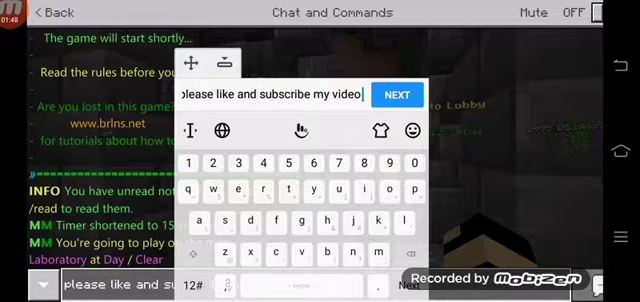 1:48
Back
Chat and Commands
Mute
OFF
The game will start shortly...
Read the rules before you
Are you lost in this game?
www.brlns.net
for tutorials about how to
to Lobby
please like and subscribe my video
NEXT
1 2 3 4 5 6 7 8 9 0
q w e r t y u i o p
a s d f g h j k l
z x c v b n m
12#
Next
INFO You have unread not
/read to read them.
MM Timer shortened to 15
MM You're going to play on
Laboratory at Day / Clear
please like and su
Recorded by MOBIZEN